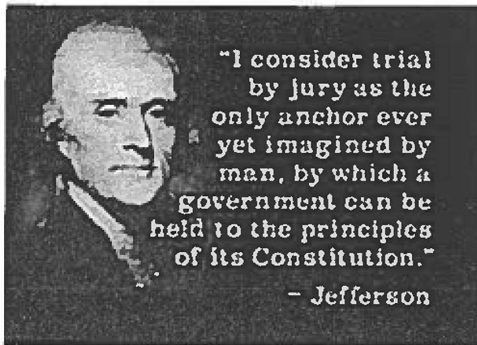 "I consider trial
by jury as the
only anchor ever
yet imagined by
man, by which a
government can be
held to the principles
of its Constitution."
– Jefferson